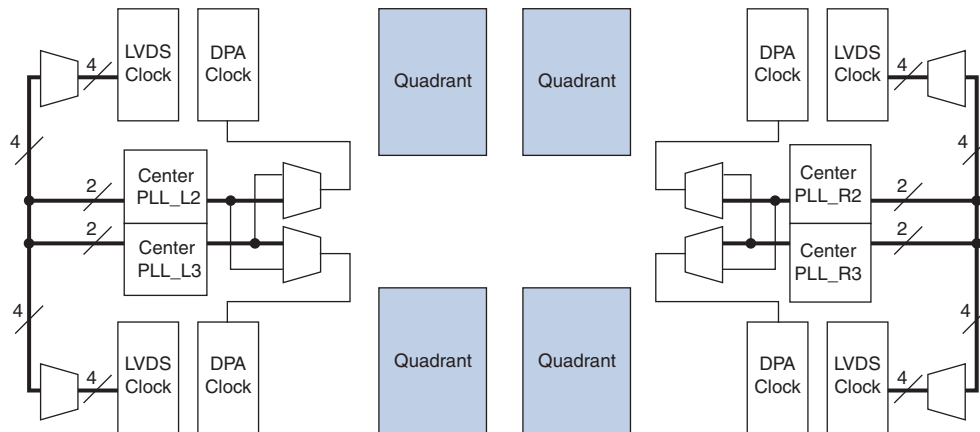 4
LVDS
Clock
DPA
Clock
Quadrant
Quadrant
DPA
Clock
LVDS
Clock
4
4
4
2
Center
PLL_L2
Center
PLL_R2
2
2
Center
PLL_L3
Center
PLL_R3
2
4
4
4
LVDS
Clock
DPA
Clock
Quadrant
Quadrant
DPA
Clock
LVDS
Clock
4